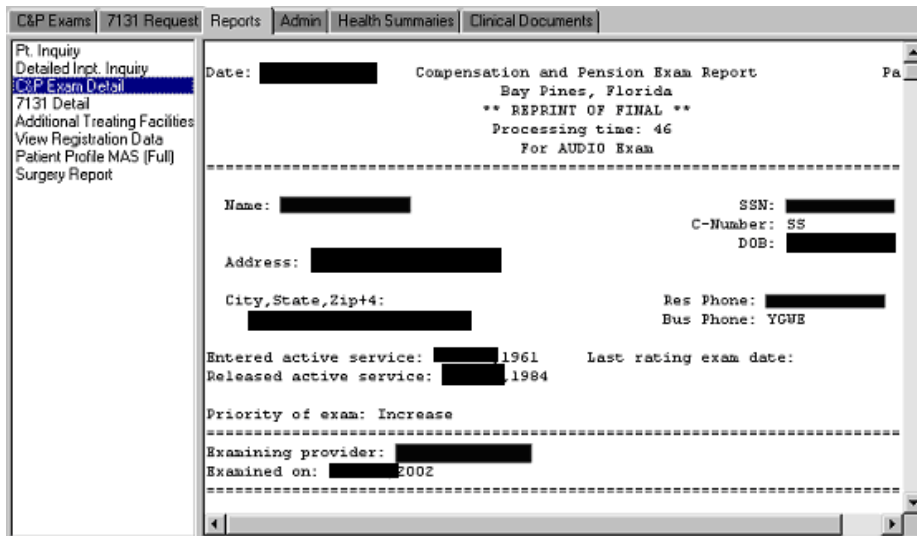 C&P Exams 7131 Request Reports Admin Health Summaries Clinical Documents
Pt. Inquiry
Detailed Inpt. Inquiry
C&P Exam Detail
7131 Detail
Additional Treating Facilities
View Registration Data
Patient Profile MAS (Full)
Surgery Report
Date: Compensation and Pension Exam Report Pa
Bay Pines, Florida
** REPRINT OF FINAL **
Processing time: 46
For AUDIO Exam
Name: SSN:
C-Number: SS
DOB:
Address:
City,State,Zip+4: Res Phone:
Bus Phone: YGWE
Entered active service: ,1961 Last rating exam date:
Released active service: ,1984
Priority of exam: Increase
Examining provider:
Examined on: 2002